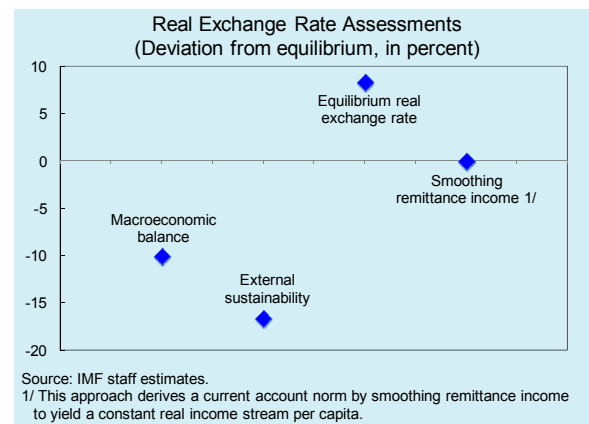 Real Exchange Rate Assessments
(Deviation from equilibrium, in percent)
10
5
0
-5
-10
-15
-20
Equilibrium real
exchange rate
Smoothing
remittance income 1/
Macroeconomic
balance
External
sustainability
Source: IMF staff estimates.
1/ This approach derives a current account norm by smoothing remittance income
to yield a constant real income stream per capita.